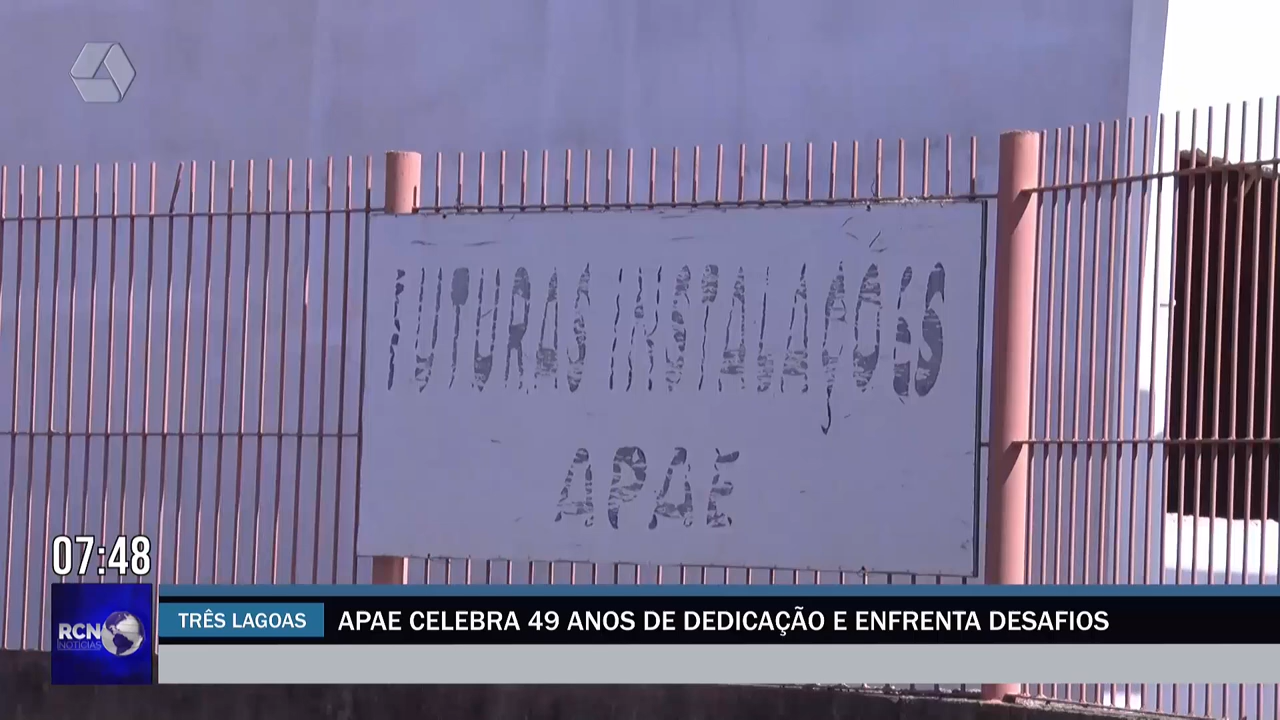 FUTURAS INSTALAÇÕES
APAE
07:48
RCN
NOTÍCIAS
TRÊS LAGOAS
APAE CELEBRA 49 ANOS DE DEDICAÇÃO E ENFRENTA DESAFIOS